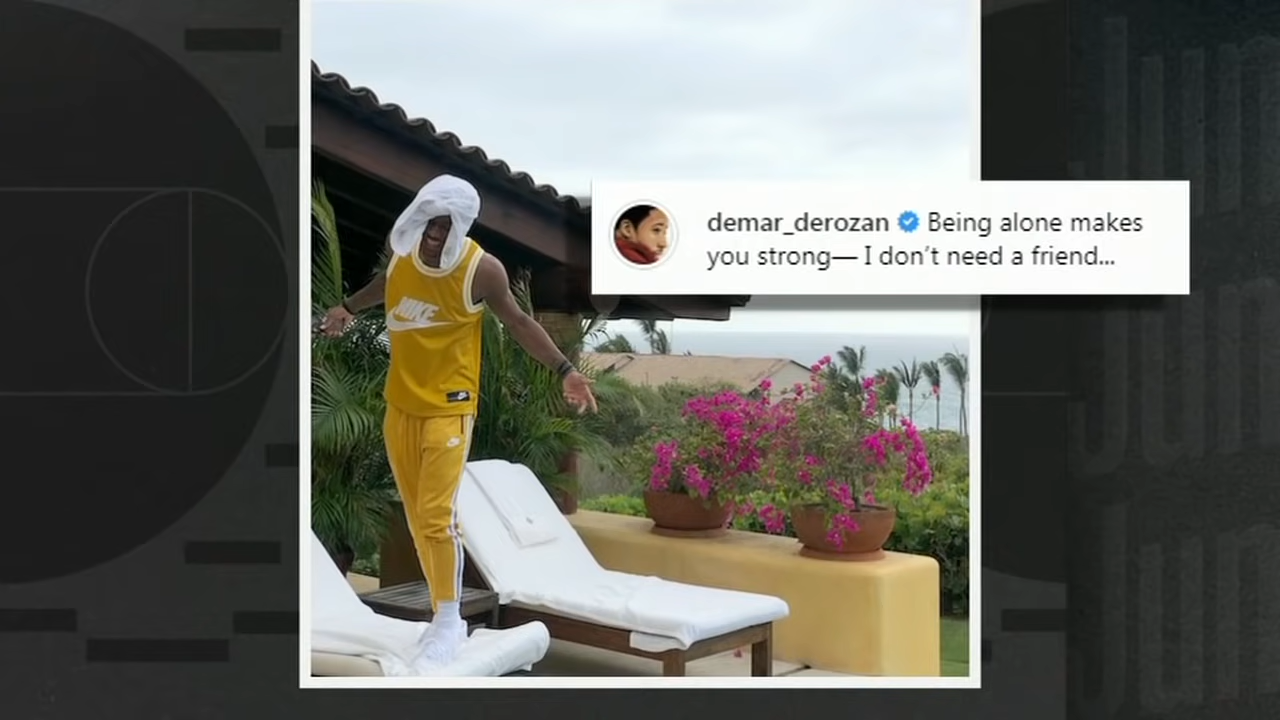 demar_derozan Being alone makes
you strong— I don't need a friend...
NIKE